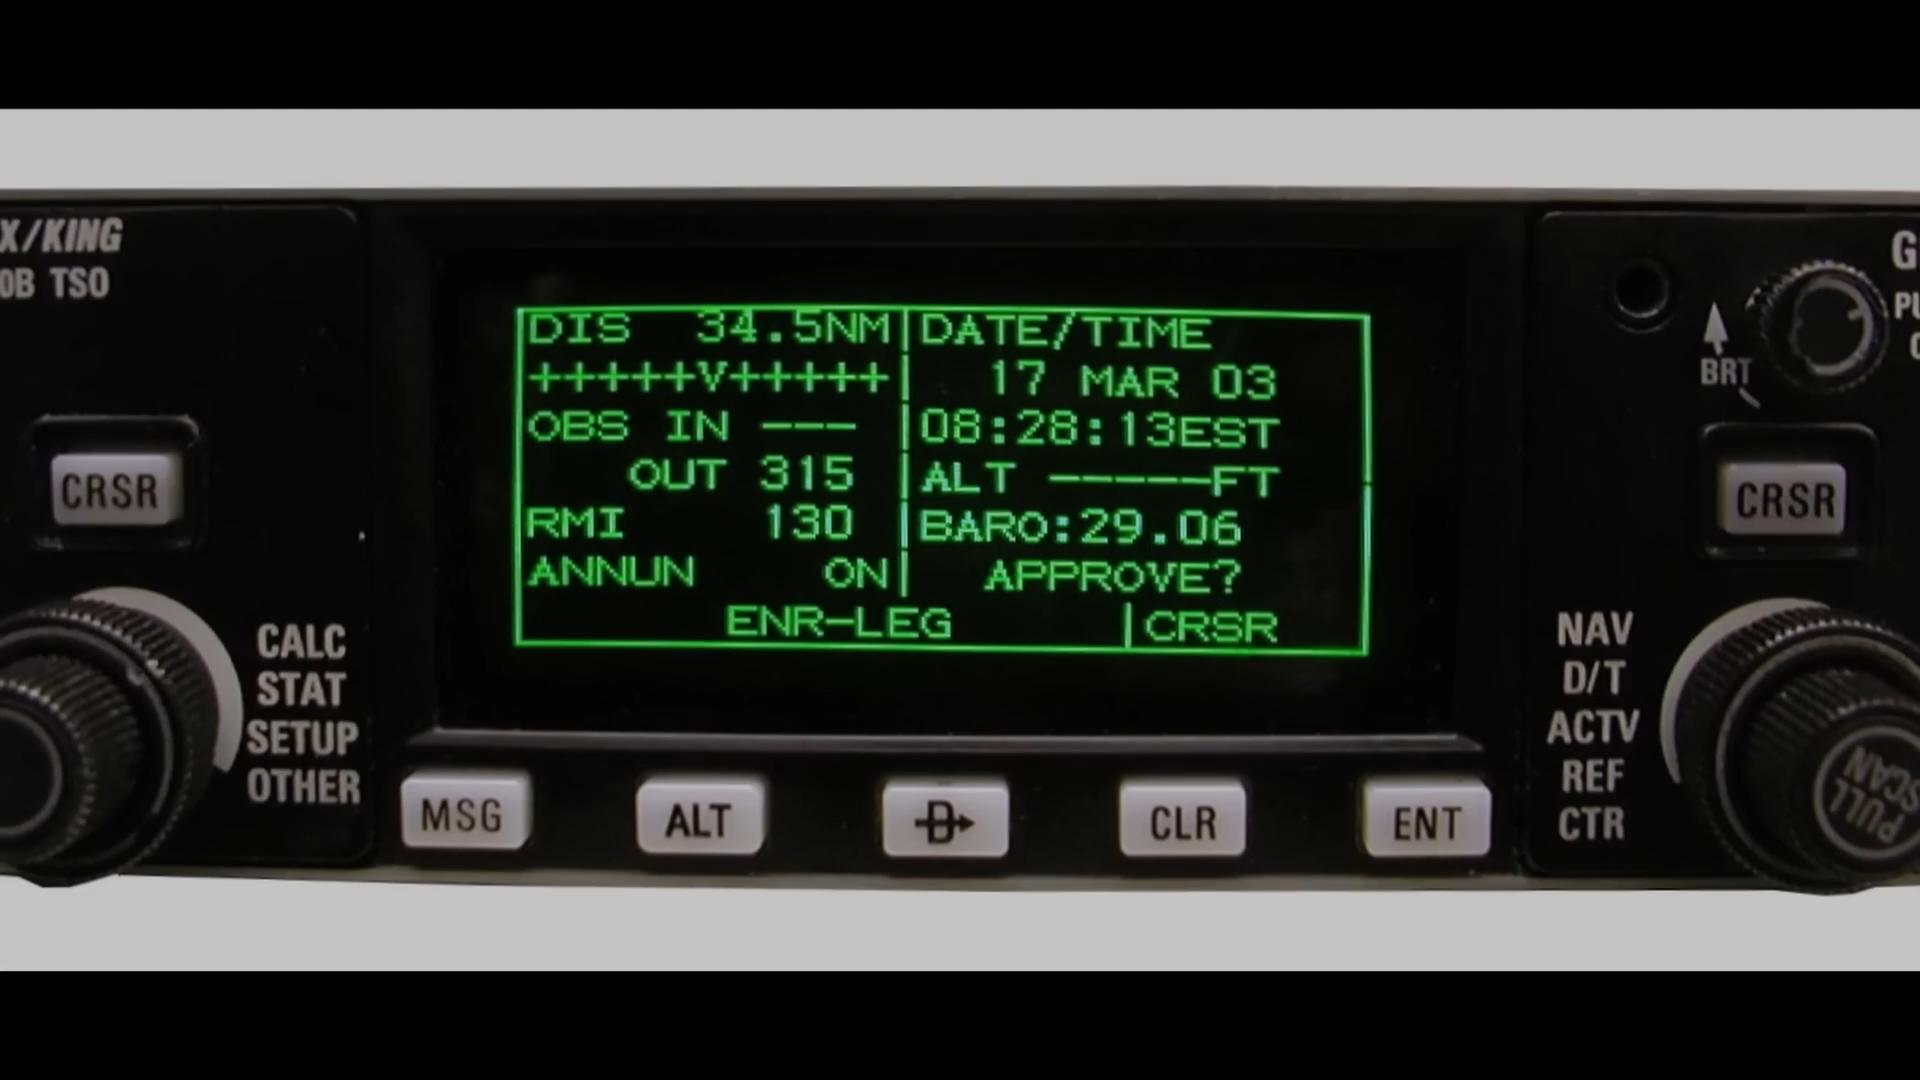 X/KING
0B TSO
CRSR
CALC
STAT
SETUP
OTHER
DIS 34.5NM
+++++V+++++
OBS IN ---
OUT 315
RMI 130
ANNUN ON
DATE/TIME
17 MAR 03
08:28:13EST
ALT -----FT
BARO:29.06
APPROVE?
ENR-LEG
CRSR
MSG
ALT
D
CLR
ENT
G
PU
BRT
CRSR
NAV
D/T
ACTV
REF
CTR
PULL
SCAN